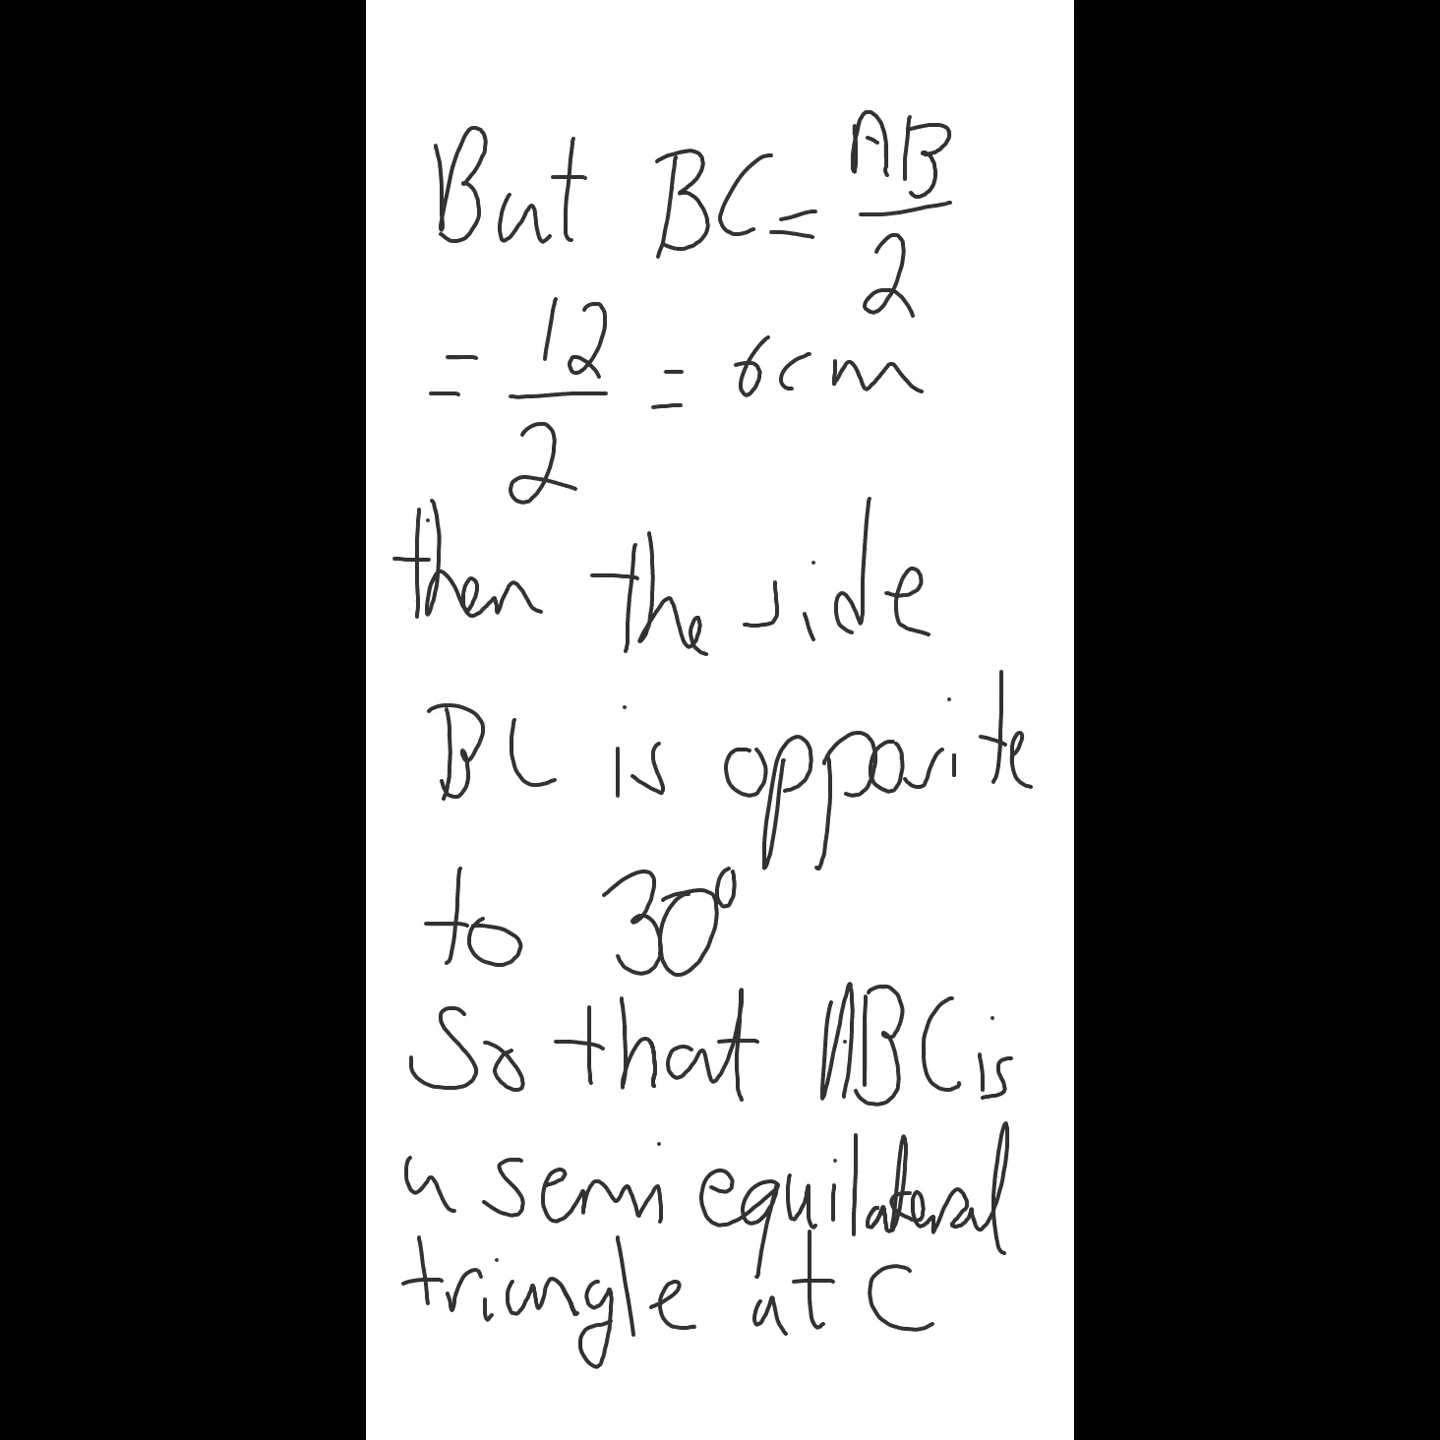 But BC = AB/2
= 12/2 = 6cm
then the side
BC is opposite
to 30°
So that ABC is
a semi equilateral
triangle at C